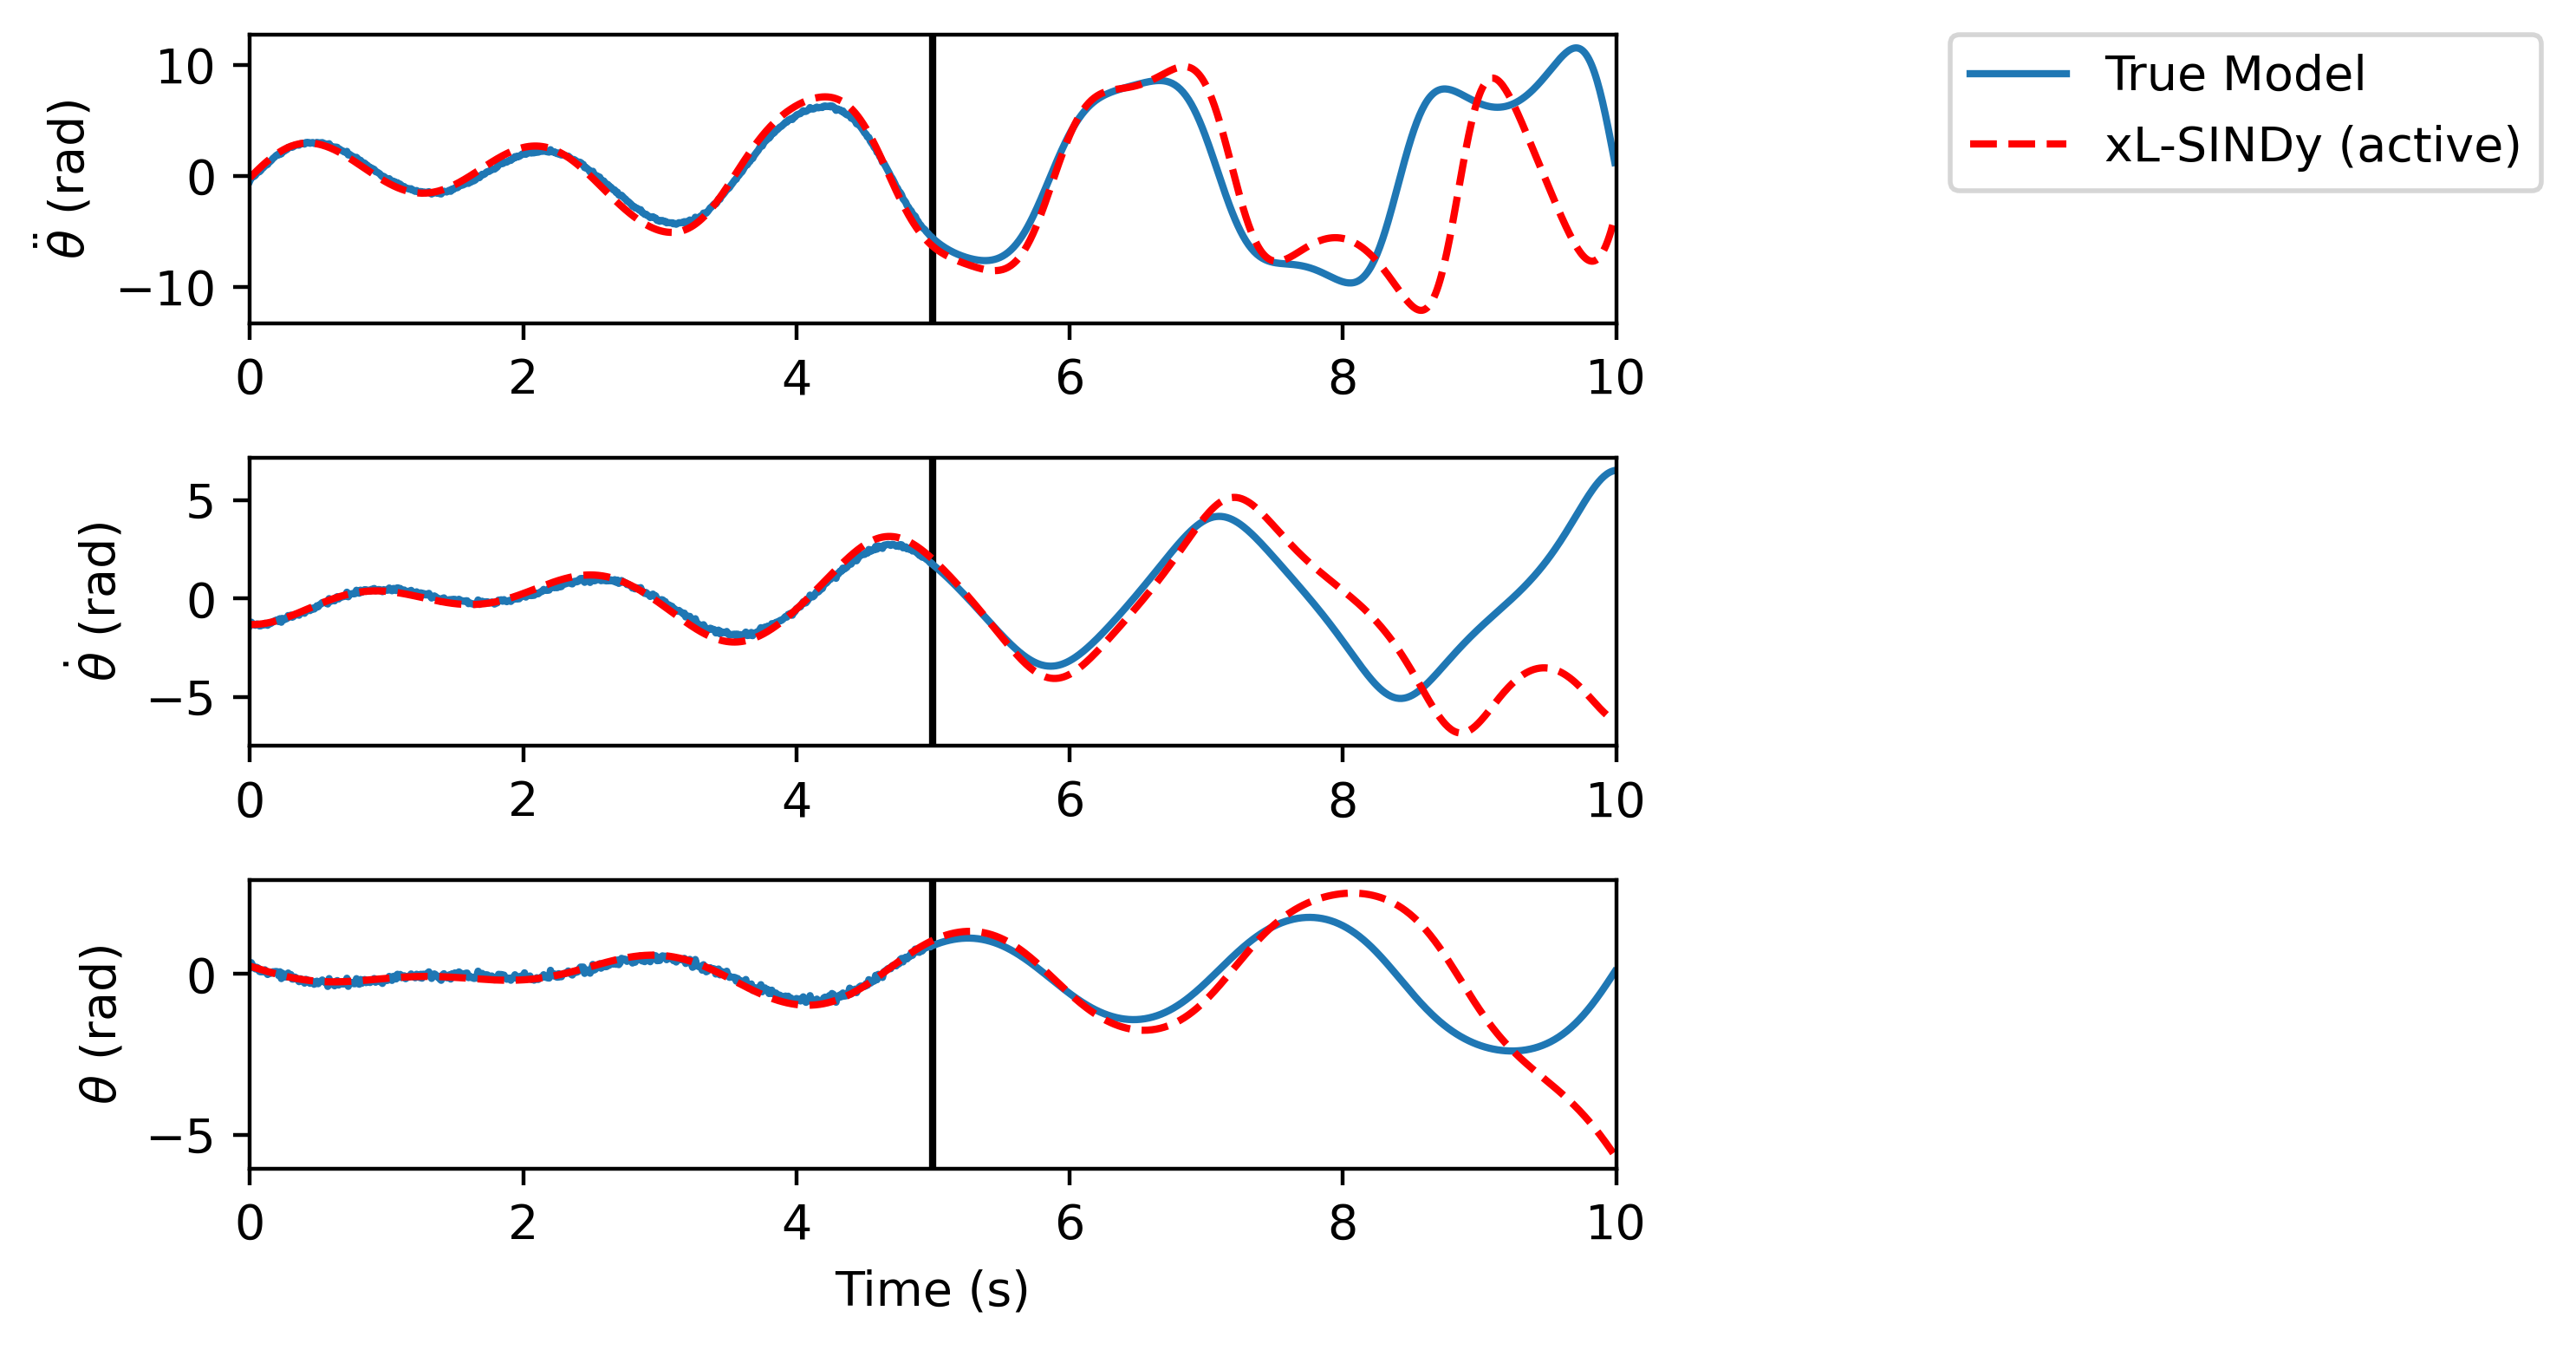 True Model
xL-SINDy (active)
θ̈ (rad)
10
0
−10
0 2 4 6 8 10
θ̇ (rad)
5
0
−5
0 2 4 6 8 10
θ (rad)
0
−5
0 2 4 6 8 10
Time (s)